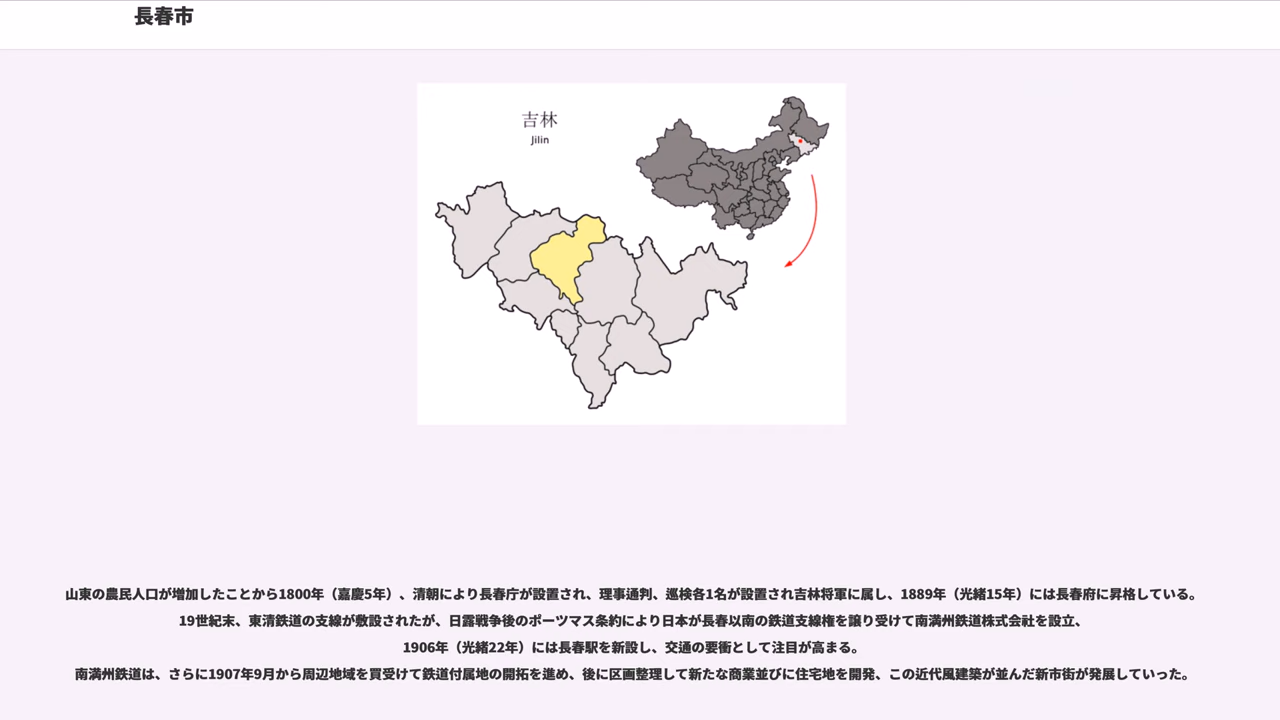 長春市
吉林
Jilin
山東の農民人口が増加したことから1800年（嘉慶5年）、清朝により長春庁が設置され、理事通判、巡検各1名が設置され吉林将軍に属し、1889年（光緒15年）には長春府に昇格している。
19世紀末、東清鉄道の支線が敷設されたが、日露戦争後のポーツマス条約により日本が長春以南の鉄道支線権を譲り受けて南満州鉄道株式会社を設立、
1906年（光緒22年）には長春駅を新設し、交通の要衝として注目が高まる。
南満州鉄道は、さらに1907年9月から周辺地域を買受けて鉄道付属地の開拓を進め、後に区画整理して新たな商業並びに住宅地を開発、この近代風建築が並んだ新市街が発展していった。